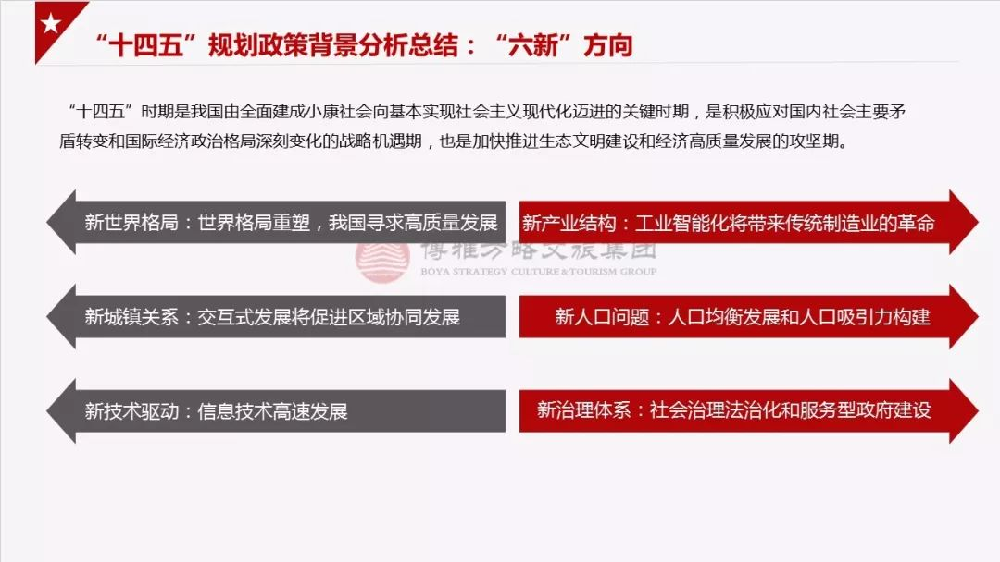 “十四五”规划政策背景分析总结：“六新”方向
“十四五”时期是我国由全面建成小康社会向基本实现社会主义现代化迈进的关键时期，是积极应对国内社会主要矛
盾转变和国际经济政治格局深刻变化的战略机遇期，也是加快推进生态文明建设和经济高质量发展的攻坚期。
新世界格局：世界格局重塑，我国寻求高质量发展
新产业结构：工业智能化将带来传统制造业的革命
博雅方略文旅集团
BOYA STRATEGY CULTURE & TOURISM GROUP
新城镇关系：交互式发展将促进区域协同发展
新人口问题：人口均衡发展和人口吸引力构建
新技术驱动：信息技术高速发展
新治理体系：社会治理法治化和服务型政府建设